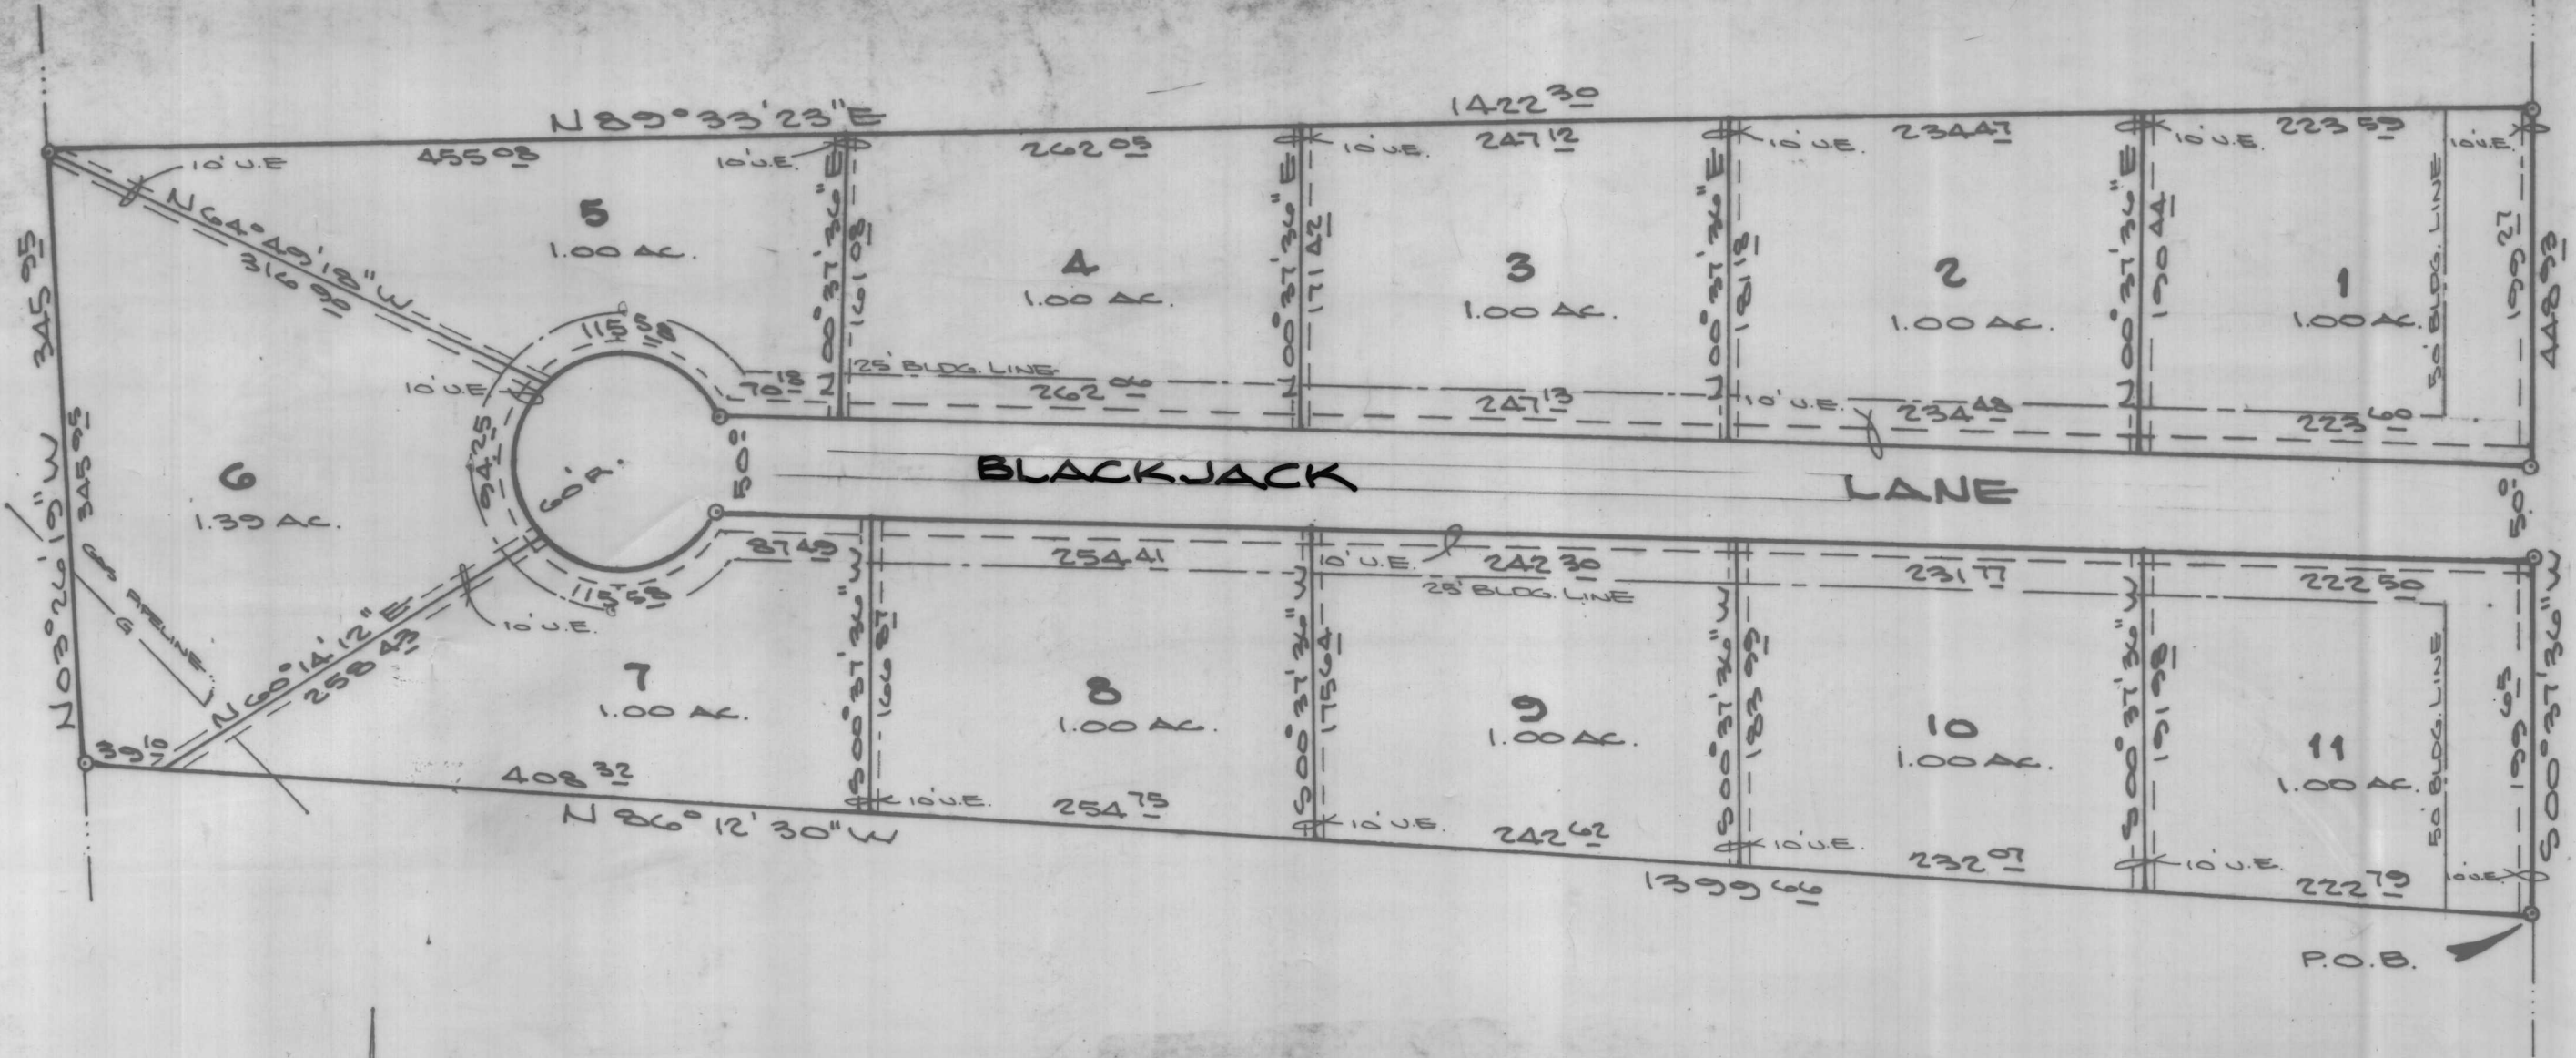 N 89° 33' 23" E
1422 30
455 08
262 05
247 12
234 47
223 59
10' U.E
10' U.E.
10' U.E.
10' U.E.
10' U.E.
10' U.E.
N 64° 49' 18" W
316 90
5
1.00 AC.
N 00° 37' 36" E
161 08
4
1.00 AC.
N 00° 37' 36" E
171 42
3
1.00 AC.
N 00° 37' 36" E
181 18
2
1.00 AC.
N 00° 37' 36" E
190 44
1
1.00 AC.
50' BLDG. LINE
199 27
448 93
345 95
N 03° 26' 19" W
345 95
115 58
70 18
25' BLDG. LINE
262 06
247 13
10' U.E.
234 48
223 60
10' U.E.
94 25
60' R.
50.0'
BLACKJACK LANE
50.0'
6
1.39 AC.
GAS PIPELINE
39 10
N 60° 14' 12" E
258 43
10' U.E.
115 58
87 49
254 41
10' U.E.
242 30
25' BLDG. LINE
231 77
222 50
7
1.00 AC.
S 00° 37' 36" W
166 87
8
1.00 AC.
S 00° 37' 36" W
175 64
9
1.00 AC.
S 00° 37' 36" W
183 99
10
1.00 AC.
S 00° 37' 36" W
191 98
11
1.00 AC.
50' BLDG. LINE
199 65
S 00° 37' 36" W
408 32
N 86° 12' 30" W
10' U.E.
254 75
10' U.E.
242 62
10' U.E.
232 07
10' U.E.
222 79
10' U.E.
1399 66
P.O.B.